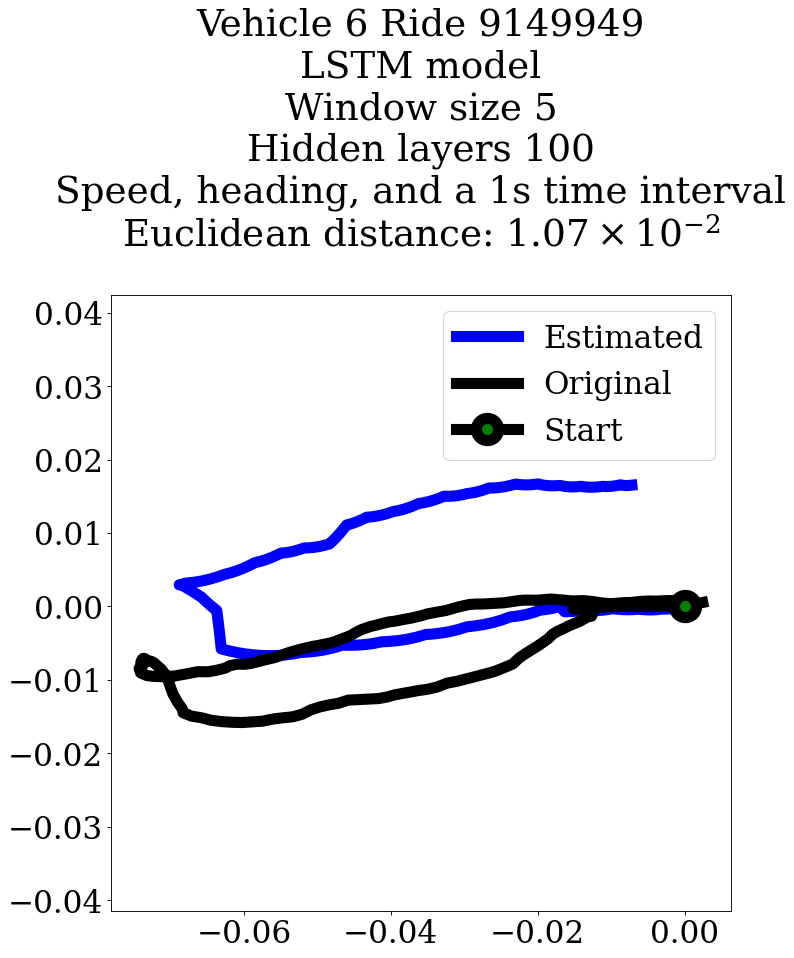 Vehicle 6 Ride 9149949
LSTM model
Window size 5
Hidden layers 100
Speed, heading, and a 1s time interval
Euclidean distance: 1.07 × 10⁻²
Estimated
Original
Start
0.04
0.03
0.02
0.01
0.00
−0.01
−0.02
−0.03
−0.04
−0.06
−0.04
−0.02
0.00